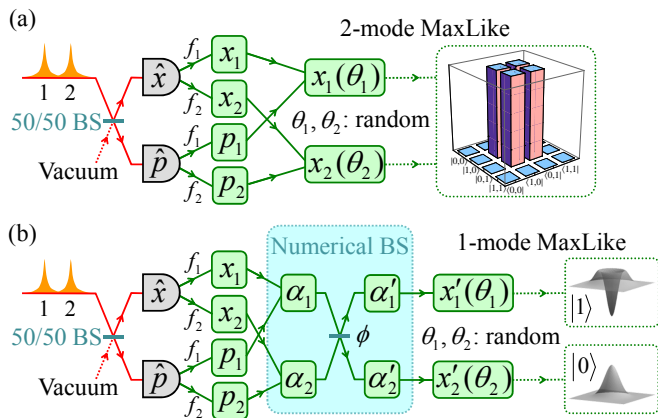 (a)
2-mode MaxLike
1 2
50/50 BS
Vacuum
x̂
p̂
f₁
f₂
f₁
f₂
x₁
x₂
p₁
p₂
x₁(θ₁)
θ₁, θ₂: random
x₂(θ₂)
|0,0⟩
|1,0⟩
|0,1⟩
|1,1⟩
⟨0,0|
⟨1,0|
⟨0,1|
⟨1,1|
(b)
Numerical BS
1-mode MaxLike
1 2
50/50 BS
Vacuum
x̂
p̂
f₁
f₂
f₁
f₂
x₁
x₂
p₁
p₂
α₁
α₂
ϕ
α′₁
α′₂
x′₁(θ₁)
θ₁, θ₂: random
x′₂(θ₂)
|1⟩
|0⟩